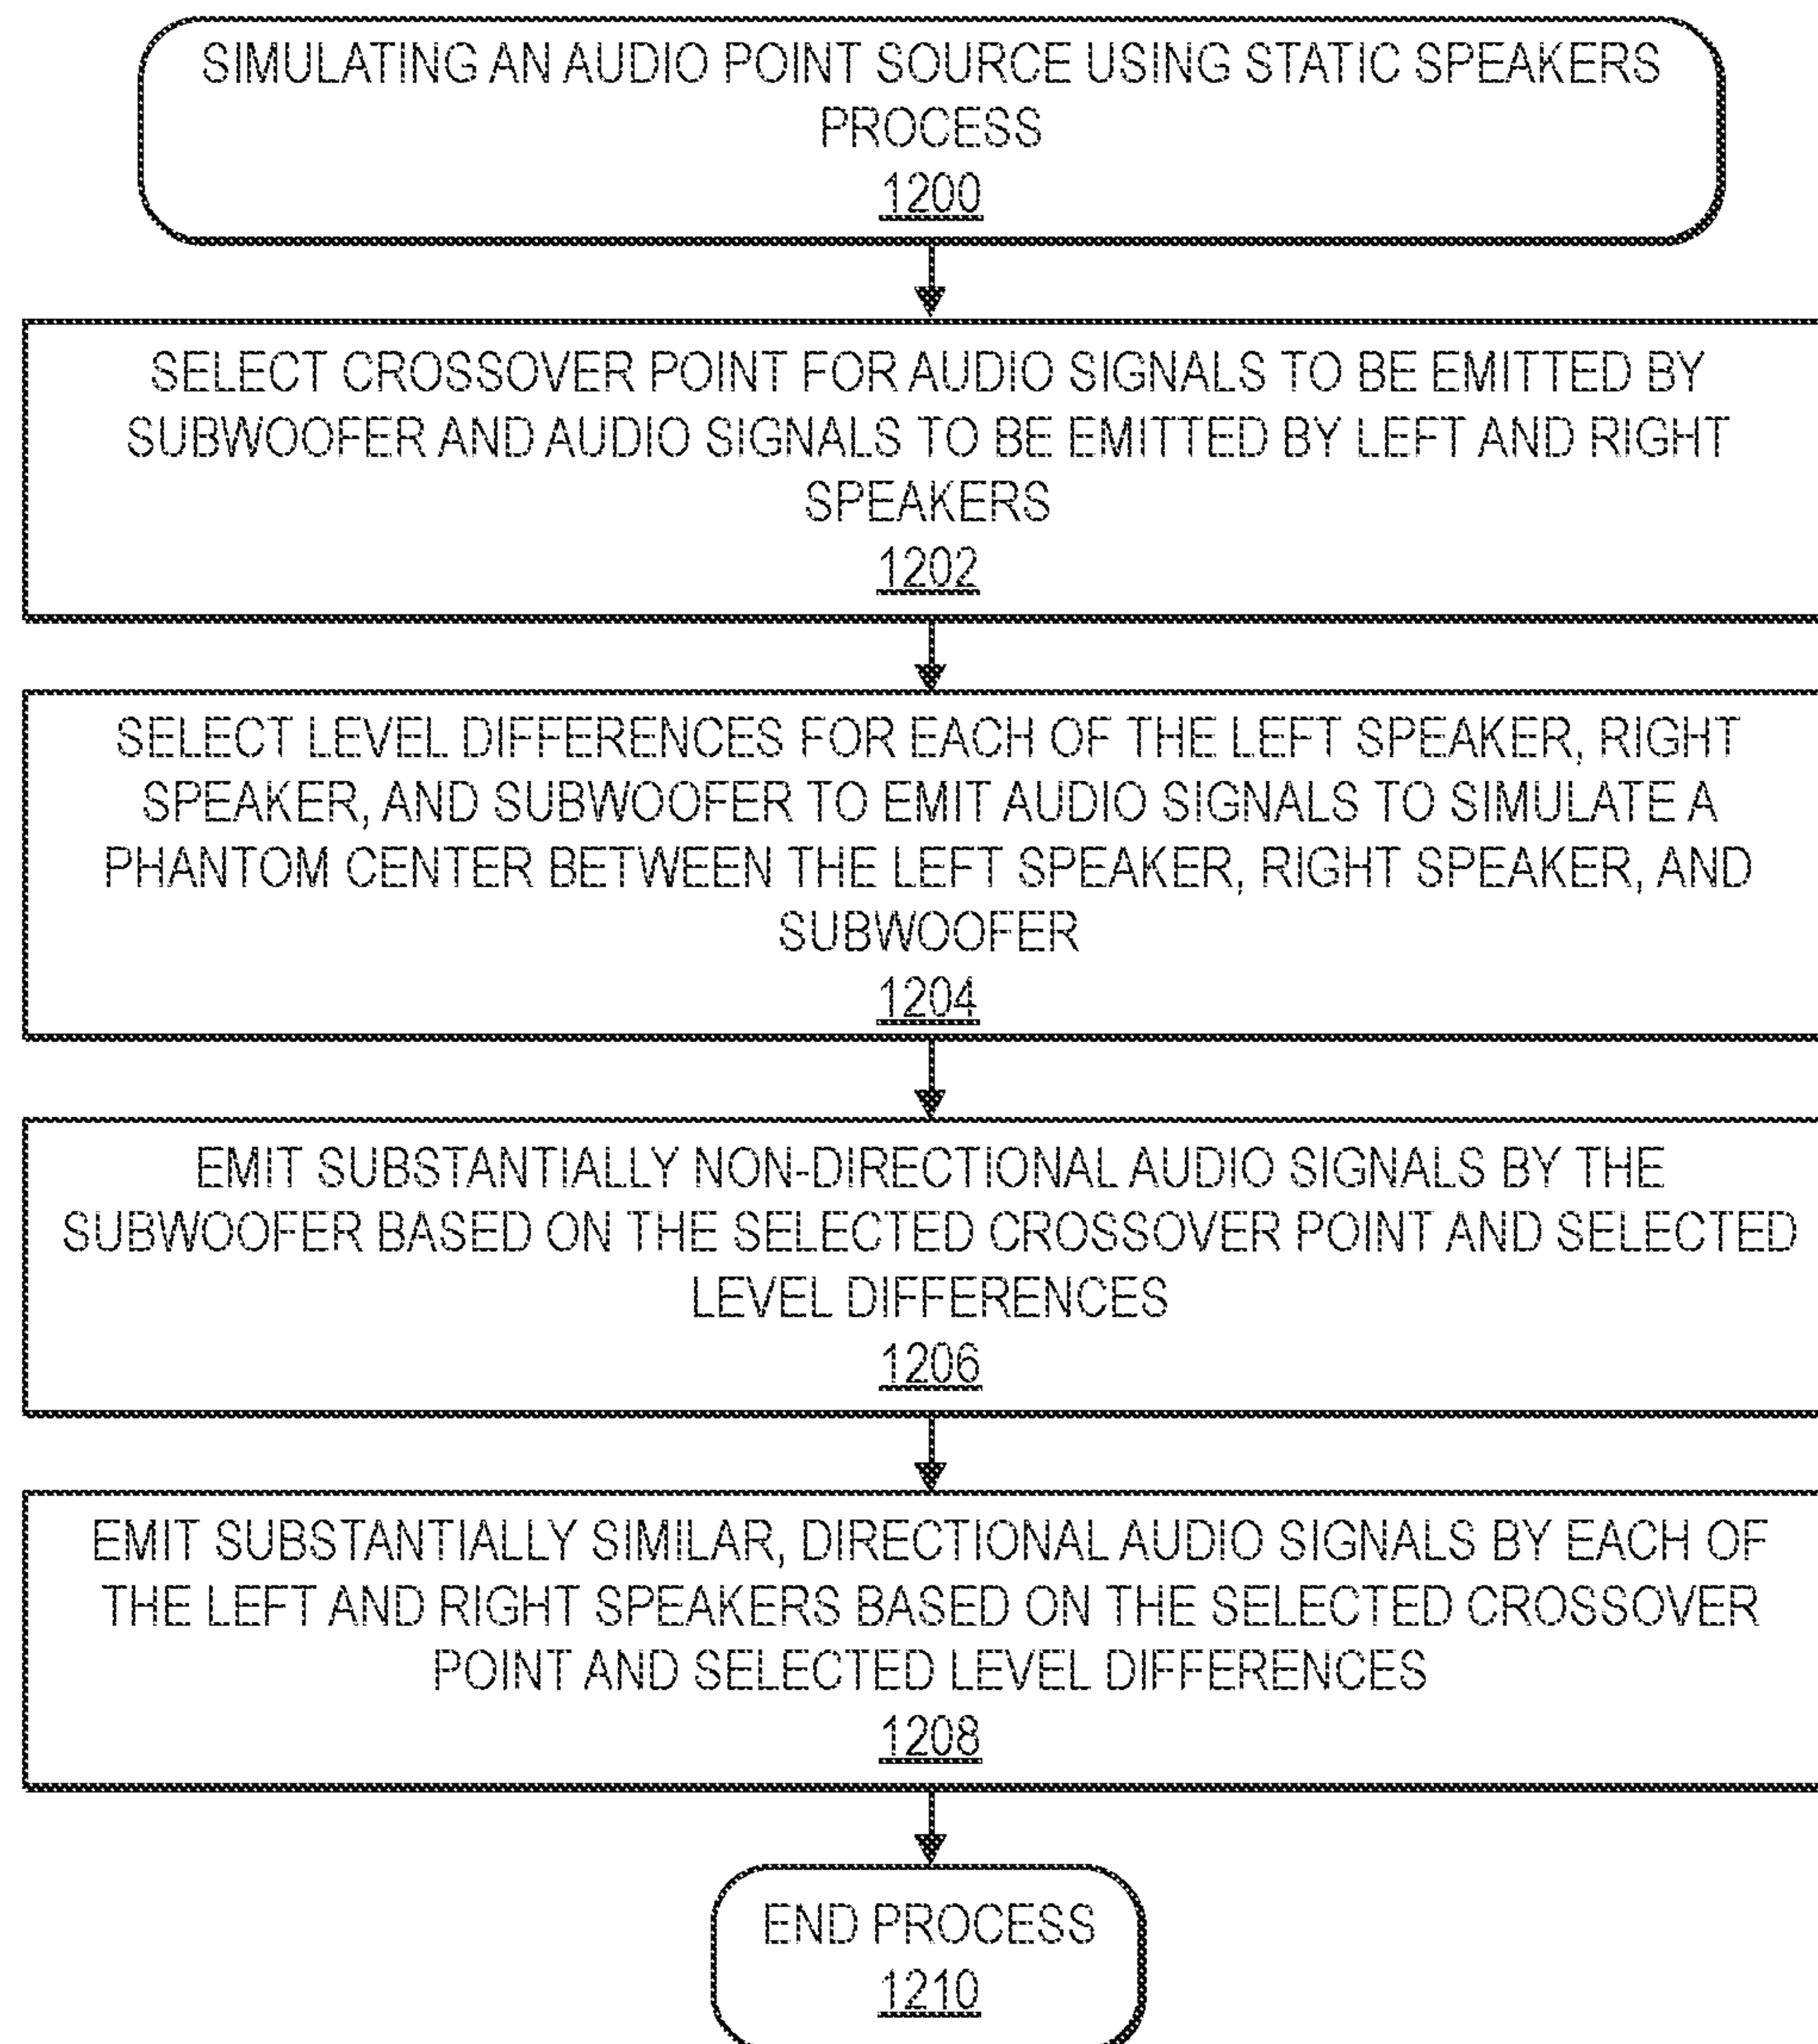 SIMULATING AN AUDIO POINT SOURCE USING STATIC SPEAKERS
PROCESS
1200
SELECT CROSSOVER POINT FOR AUDIO SIGNALS TO BE EMITTED BY
SUBWOOFER AND AUDIO SIGNALS TO BE EMITTED BY LEFT AND RIGHT
SPEAKERS
1202
SELECT LEVEL DIFFERENCES FOR EACH OF THE LEFT SPEAKER, RIGHT
SPEAKER, AND SUBWOOFER TO EMIT AUDIO SIGNALS TO SIMULATE A
PHANTOM CENTER BETWEEN THE LEFT SPEAKER, RIGHT SPEAKER, AND
SUBWOOFER
1204
EMIT SUBSTANTIALLY NON-DIRECTIONAL AUDIO SIGNALS BY THE
SUBWOOFER BASED ON THE SELECTED CROSSOVER POINT AND SELECTED
LEVEL DIFFERENCES
1206
EMIT SUBSTANTIALLY SIMILAR, DIRECTIONAL AUDIO SIGNALS BY EACH OF
THE LEFT AND RIGHT SPEAKERS BASED ON THE SELECTED CROSSOVER
POINT AND SELECTED LEVEL DIFFERENCES
1208
END PROCESS
1210